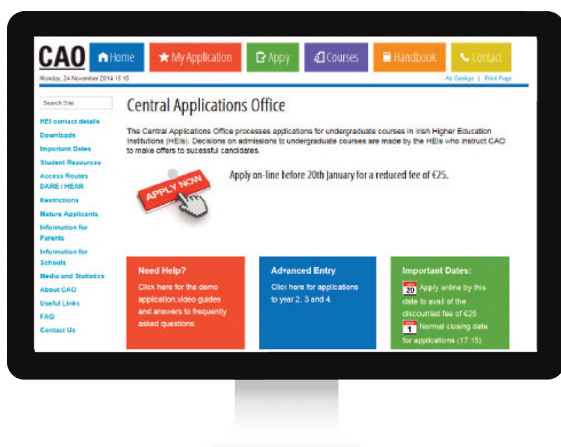 CAO
Home
My Application
Apply
Courses
Handbook
Contact
Monday, 24 November 2014 15:10
As Gaeilge | Print Page
Search Site...
HEI contact details
Downloads
Important Dates
Student Resources
Access Routes
DARE / HEAR
Restrictions
Mature Applicants
Information for
Parents
Information for
Schools
Media and Statistics
About CAO
Useful Links
FAQ
Contact Us
Central Applications Office
The Central Applications Office processes applications for undergraduate courses in Irish Higher Education
Institutions (HEIs). Decisions on admissions to undergraduate courses are made by the HEIs who instruct CAO
to make offers to sucessful candidates.
APPLY NOW
Apply on-line before 20th January for a reduced fee of €25.
Need Help?
Click here for the demo
application,video guides
and answers to frequently
asked questions.
Advanced Entry
Click here for applications
to year 2, 3 and 4.
Important Dates:
20 Apply online by this
date to avail of the
discounted fee of €25
1 Normal closing date
for applications (17:15)